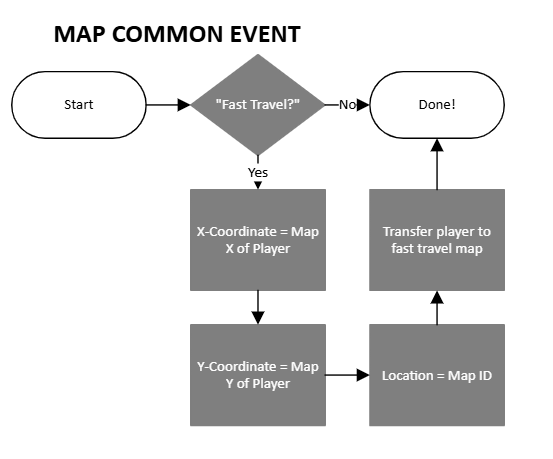 MAP COMMON EVENT
Start
"Fast Travel?"
No
Done!
Yes
X-Coordinate = Map
X of Player
Transfer player to
fast travel map
Y-Coordinate = Map
Y of Player
Location = Map ID